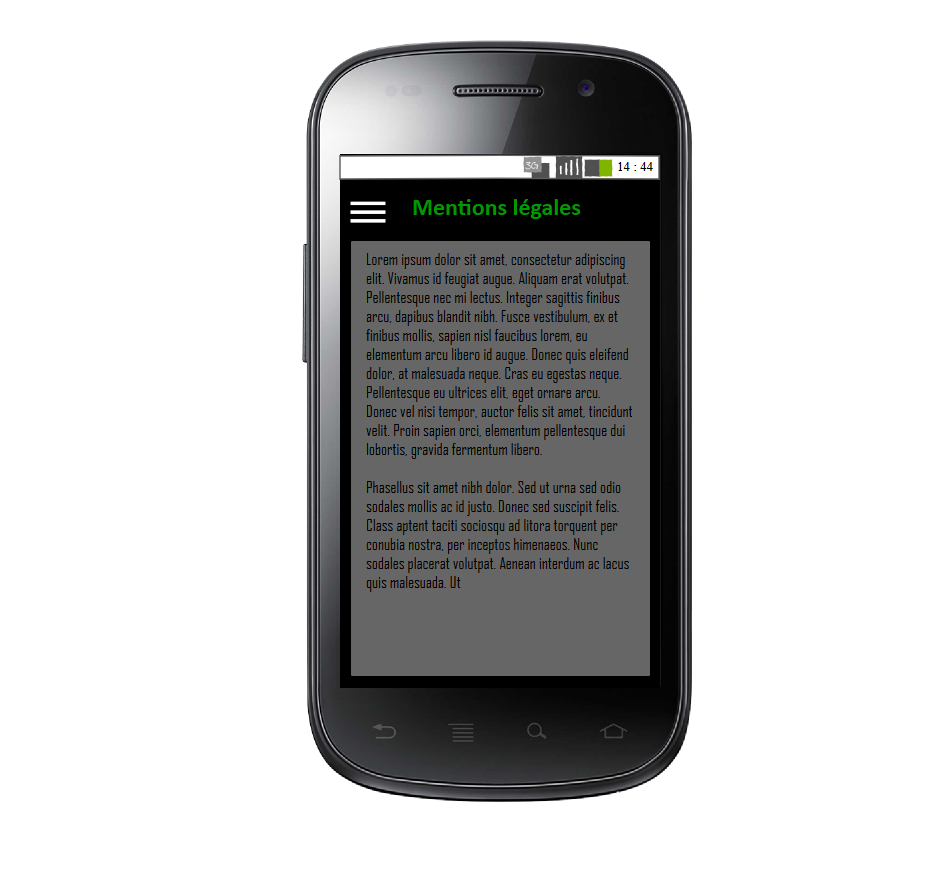 3G 14 : 44
Mentions légales
Lorem ipsum dolor sit amet, consectetur adipiscing
elit. Vivamus id feugiat augue. Aliquam erat volutpat.
Pellentesque nec mi lectus. Integer sagittis finibus
arcu, dapibus blandit nibh. Fusce vestibulum, ex et
finibus mollis, sapien nisl faucibus lorem, eu
elementum arcu libero id augue. Donec quis eleifend
dolor, at malesuada neque. Cras eu egestas neque.
Pellentesque eu ultrices elit, eget ornare arcu.
Donec vel nisi tempor, auctor felis sit amet, tincidunt
velit. Proin sapien orci, elementum pellentesque dui
lobortis, gravida fermentum libero.
Phasellus sit amet nibh dolor. Sed ut urna sed odio
sodales mollis ac id justo. Donec sed suscipit felis.
Class aptent taciti sociosqu ad litora torquent per
conubia nostra, per inceptos himenaeos. Nunc
sodales placerat volutpat. Aenean interdum ac lacus
quis malesuada. Ut